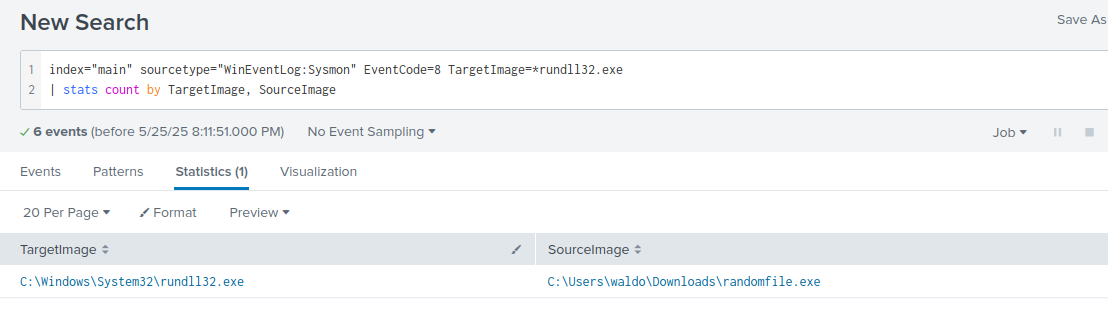 New Search
Save As
1 index="main" sourcetype="WinEventLog:Sysmon" EventCode=8 TargetImage=*rundll32.exe
2 | stats count by TargetImage, SourceImage
6 events (before 5/25/25 8:11:51.000 PM) No Event Sampling Job
Events Patterns Statistics (1) Visualization
20 Per Page Format Preview
TargetImage SourceImage
C:\Windows\System32\rundll32.exe C:\Users\waldo\Downloads\randomfile.exe